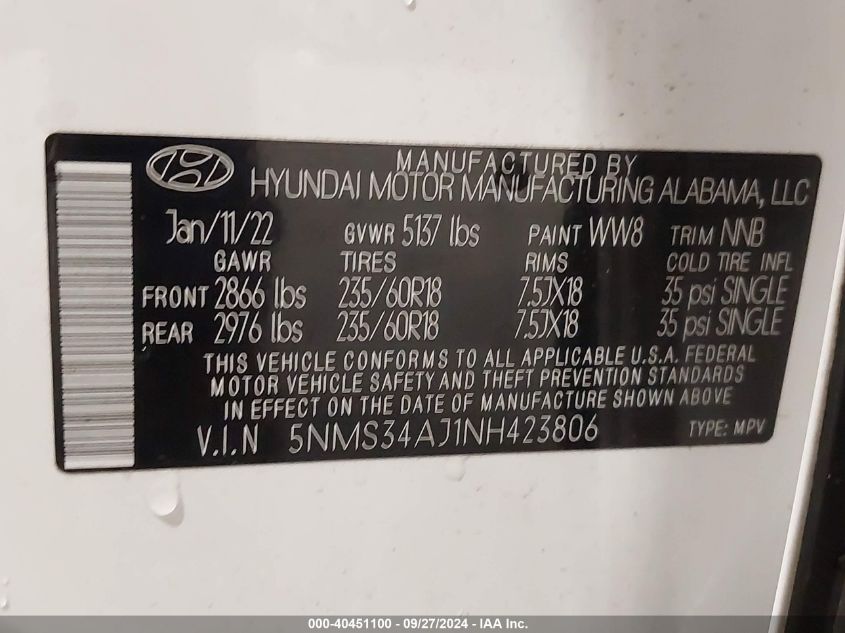 MANUFACTURED BY
HYUNDAI MOTOR MANUFACTURING ALABAMA, LLC
Jan/11/22 GVWR 5137 lbs PAINT WW8 TRIM NNB
GAWR TIRES RIMS COLD TIRE INFL
FRONT 2866 lbs 235/60R18 7.5JX18 35 psi SINGLE
REAR 2976 lbs 235/60R18 7.5JX18 35 psi SINGLE
THIS VEHICLE CONFORMS TO ALL APPLICABLE U.S.A. FEDERAL
MOTOR VEHICLE SAFETY AND THEFT PREVENTION STANDARDS
IN EFFECT ON THE DATE OF MANUFACTURE SHOWN ABOVE
V.I.N 5NMS34AJ1NH423806 TYPE: MPV
000-40451100 - 09/27/2024 - IAA Inc.